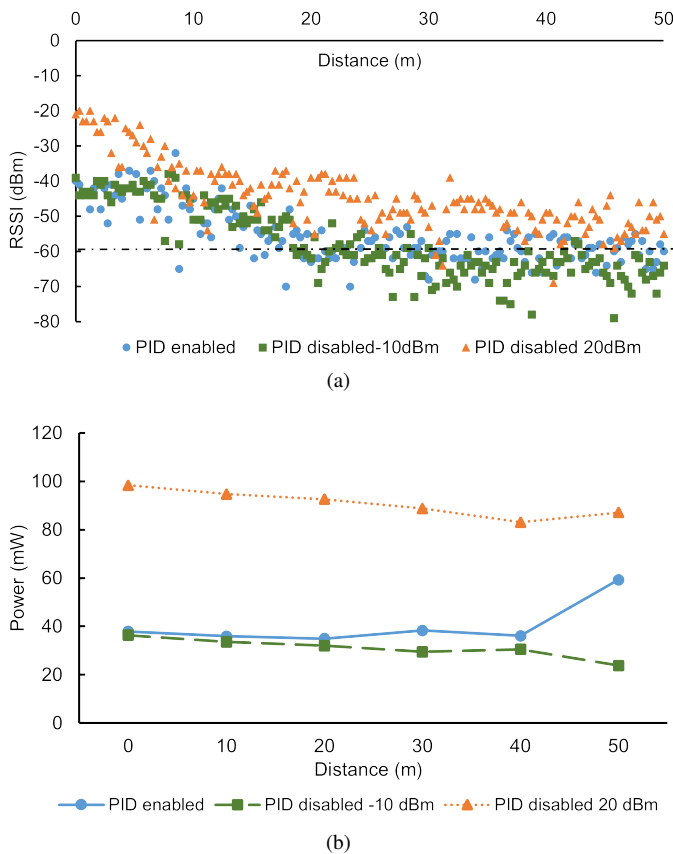 0 10 20 30 40 50
0
Distance (m)
-10
-20
-30
-40
-50
-60
-70
-80
RSSI (dBm)
PID enabled PID disabled-10dBm PID disabled 20dBm
(a)
120
100
80
60
40
20
0
Power (mW)
0 10 20 30 40 50
Distance (m)
PID enabled PID disabled -10 dBm PID disabled 20 dBm
(b)